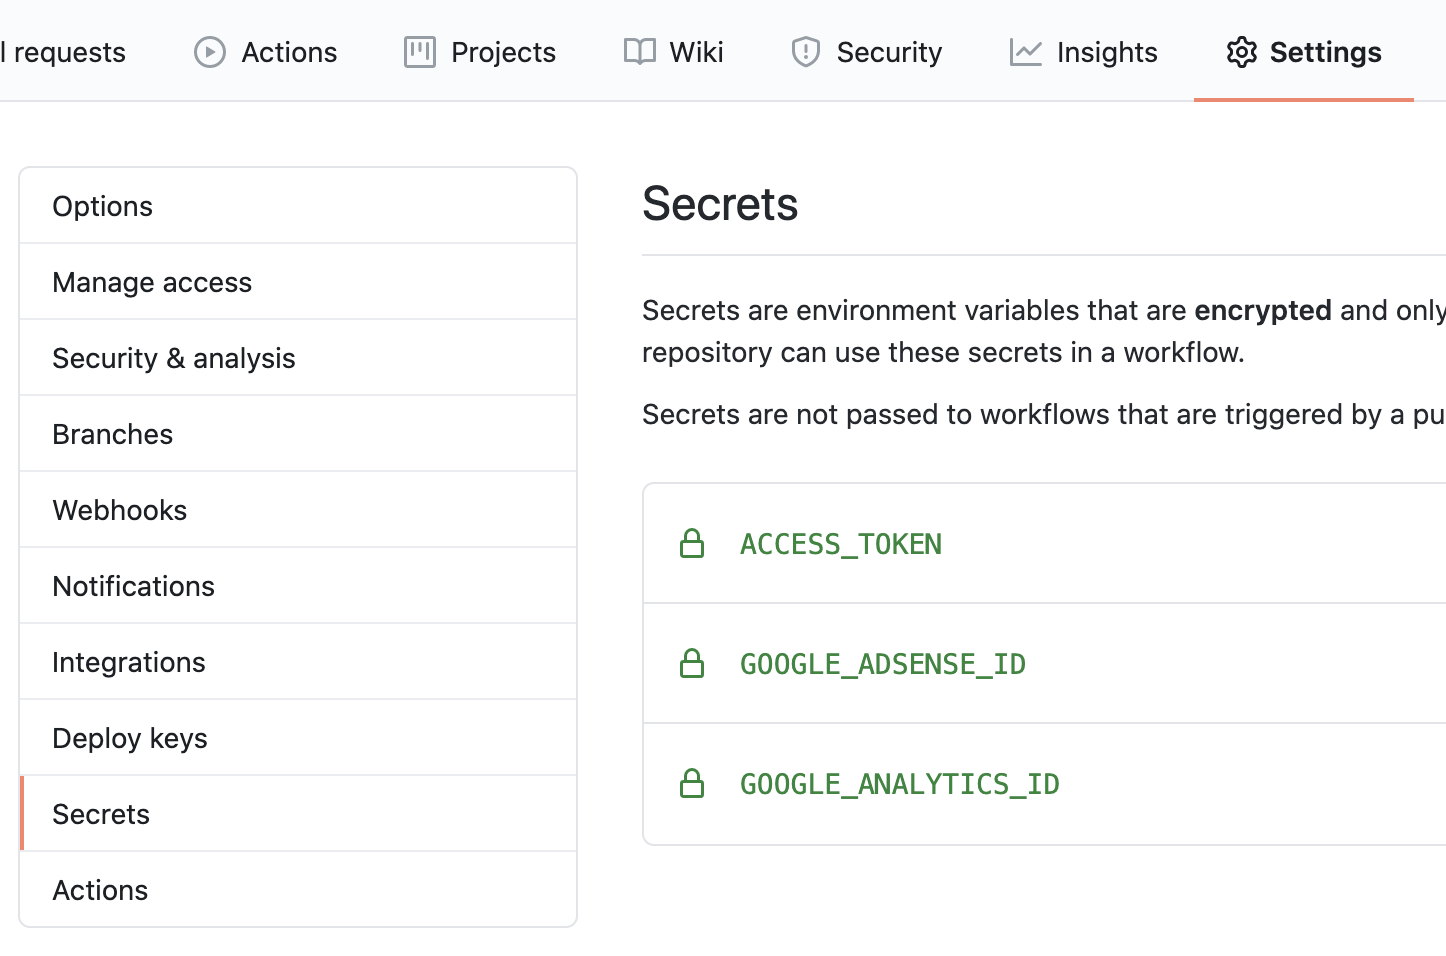 l requests
Actions
Projects
Wiki
Security
Insights
Settings
Options
Manage access
Security & analysis
Branches
Webhooks
Notifications
Integrations
Deploy keys
Secrets
Actions
Secrets
Secrets are environment variables that are encrypted and only
repository can use these secrets in a workflow.
Secrets are not passed to workflows that are triggered by a pu
ACCESS_TOKEN
GOOGLE_ADSENSE_ID
GOOGLE_ANALYTICS_ID